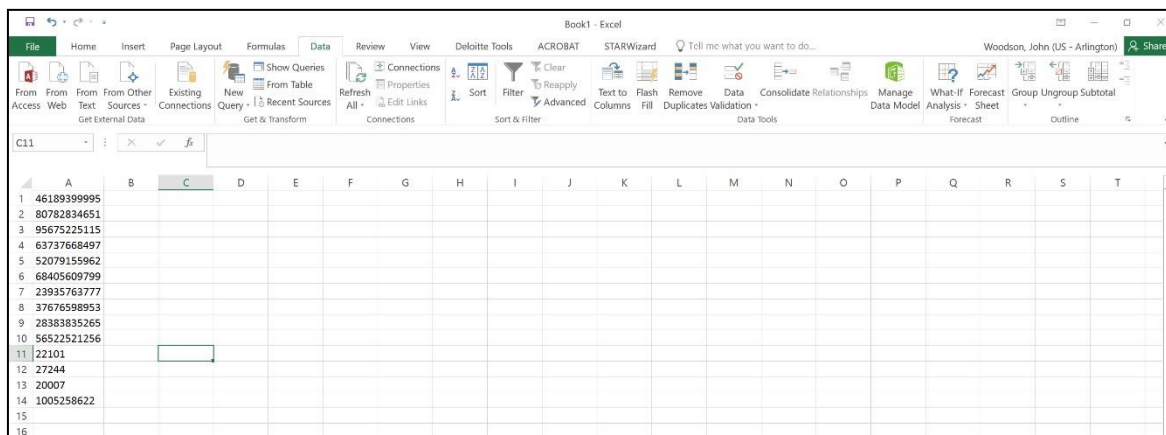 Book1 - Excel
File Home Insert Page Layout Formulas Data Review View Deloitte Tools ACROBAT STARWizard Tell me what you want to do... Woodson, John (US - Arlington) Share
Show Queries Connections Clear
From Table Properties Reapply
Recent Sources Edit Links Advanced
From Access From Web From Text From Other Sources Existing Connections New Query Refresh All Sort Filter Text to Columns Flash Fill Remove Duplicates Data Validation Consolidate Relationships Manage Data Model What-If Analysis Forecast Sheet Group Ungroup Subtotal
Get External Data Get & Transform Connections Sort & Filter Data Tools Forecast Outline
C11 fx
A B C D E F G H I J K L M N O P Q R S T
1 46189399995
2 80782834651
3 95675225115
4 63737668497
5 52079155962
6 68405609799
7 23935763777
8 37676598953
9 28383835265
10 56522521256
11 22101
12 27244
13 20007
14 1005258622
15
16